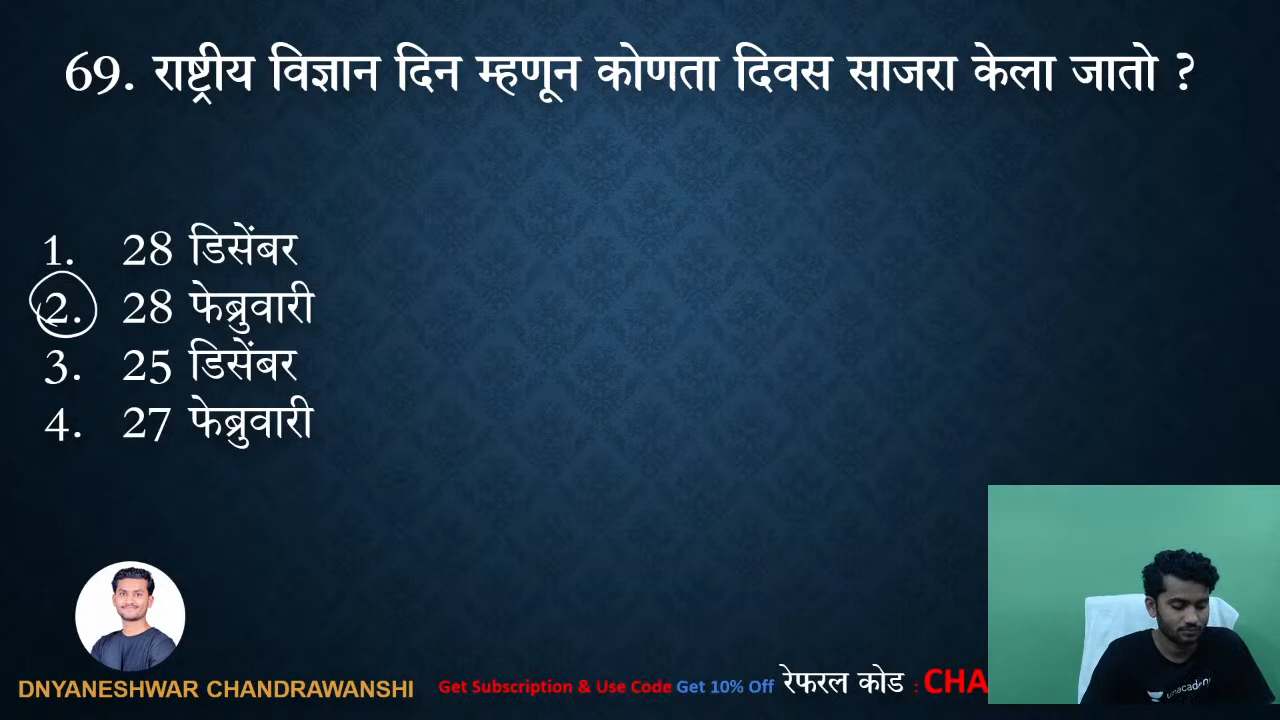 69. राष्ट्रीय विज्ञान दिन म्हणून कोणता दिवस साजरा केला जातो ?
1. 28 डिसेंबर
2. 28 फेब्रुवारी
3. 25 डिसेंबर
4. 27 फेब्रुवारी
unacademy
DNYANESHWAR CHANDRAWANSHI
Get Subscription & Use Code Get 10% Off रेफरल कोड : CHA